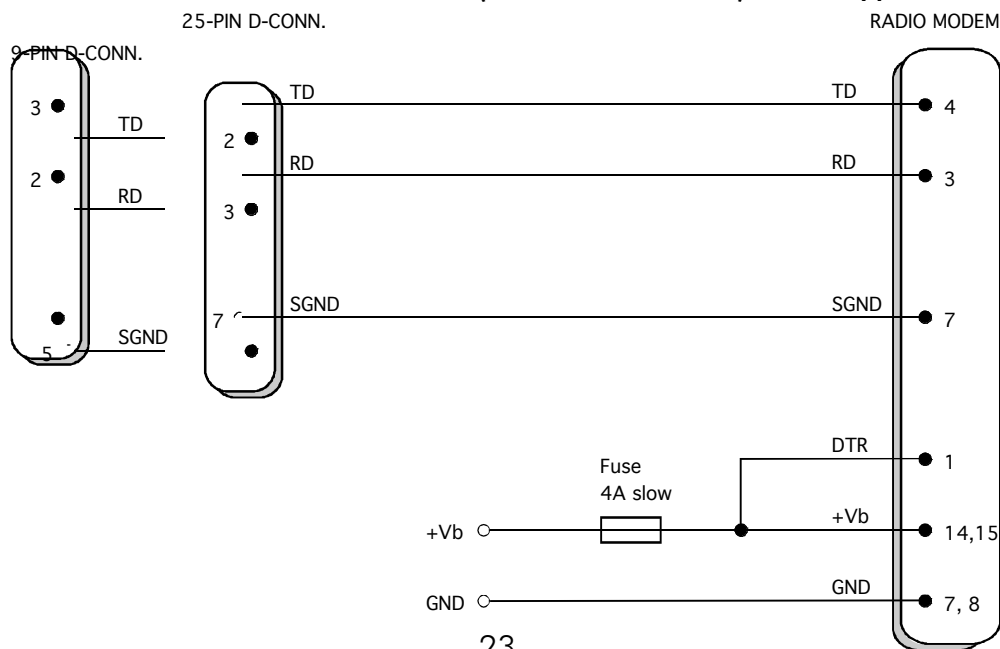 25-PIN D-CONN.
RADIO MODEM
9-PIN D-CONN.
3
TD
2
RD
5
SGND
TD
2
RD
3
7
SGND
TD
4
RD
3
SGND
7
DTR
1
Fuse
4A slow
+Vb
+Vb
14,15
GND
GND
7, 8
23